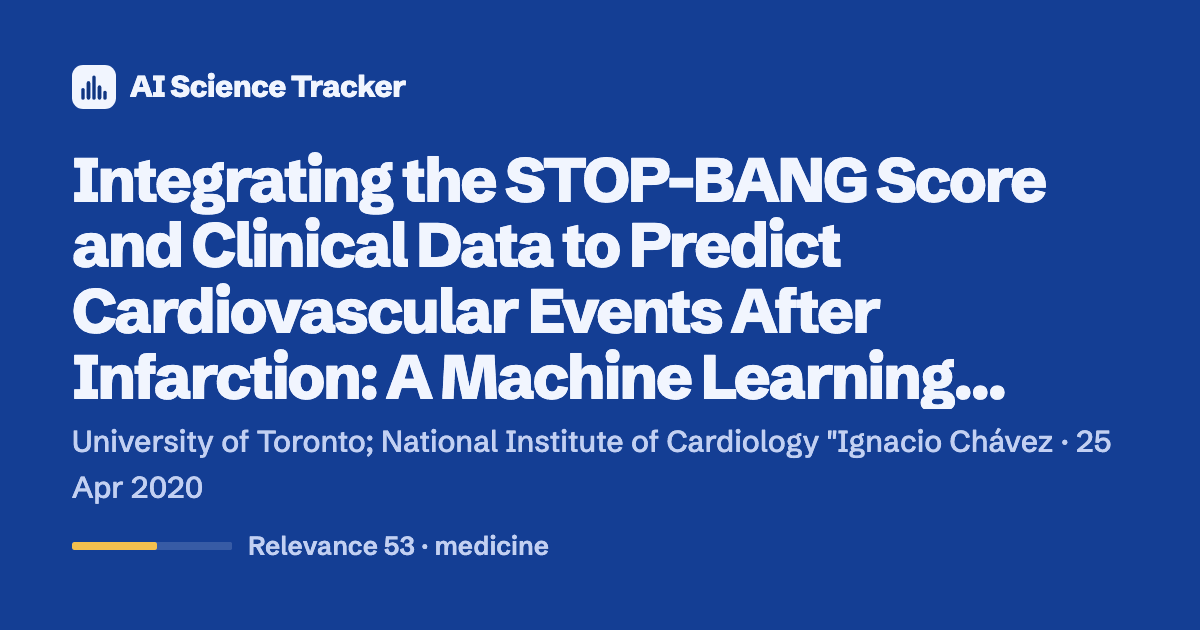 AI Science Tracker
Integrating the STOP-BANG Score
and Clinical Data to Predict
Cardiovascular Events After
Infarction: A Machine Learning...
University of Toronto; National Institute of Cardiology "Ignacio Chávez · 25
Apr 2020
Relevance 53 · medicine